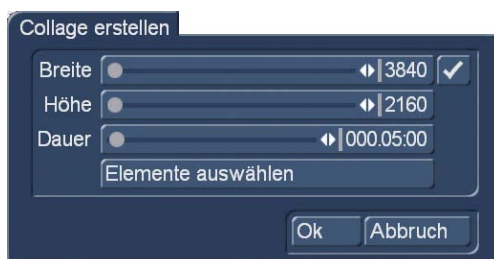 Collage erstellen
Breite 3840
Höhe 2160
Dauer 000.05:00
Elemente auswählen
Ok Abbruch